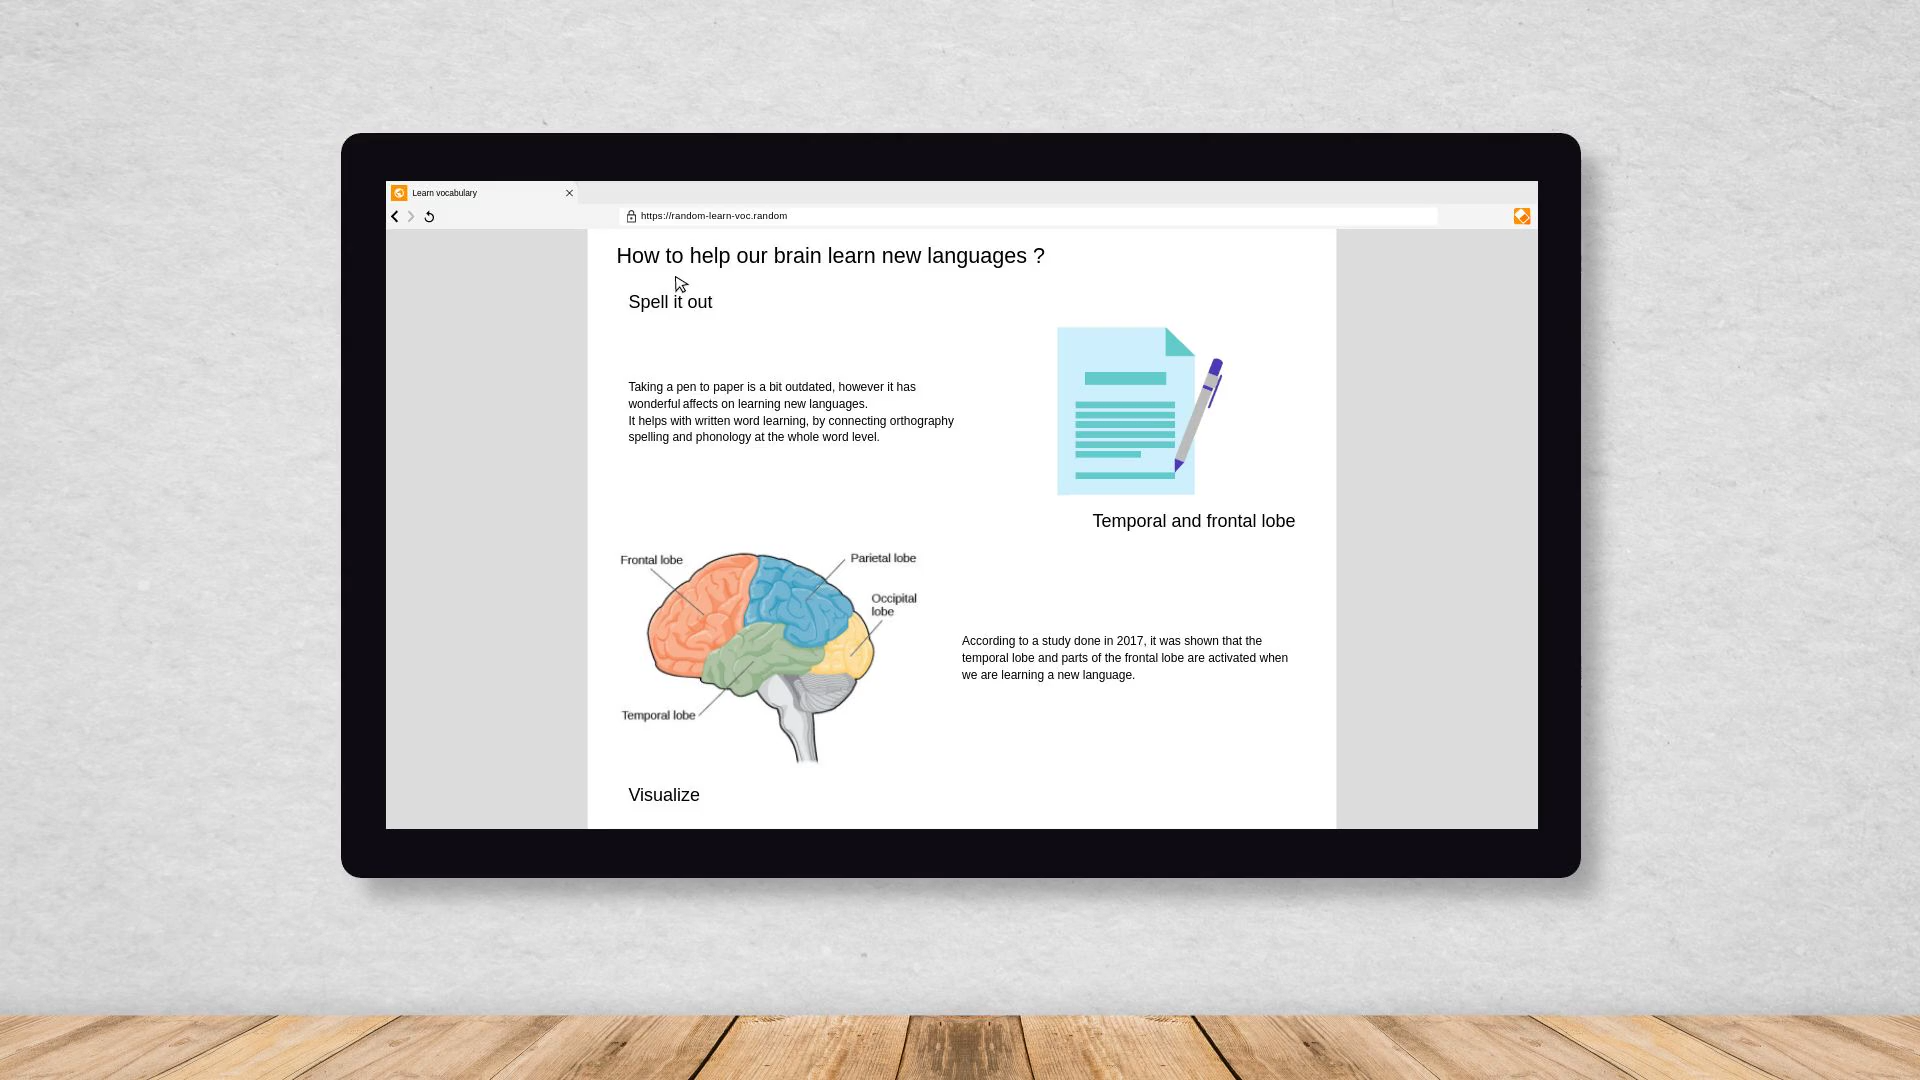 Learn vocabulary
https://random-learn-voc.random
How to help our brain learn new languages ?
Spell it out
Taking a pen to paper is a bit outdated, however it has
wonderful affects on learning new languages.
It helps with written word learning, by connecting orthography
spelling and phonology at the whole word level.
Temporal and frontal lobe
Frontal lobe
Parietal lobe
Occipital
lobe
Temporal lobe
According to a study done in 2017, it was shown that the
temporal lobe and parts of the frontal lobe are activated when
we are learning a new language.
Visualize